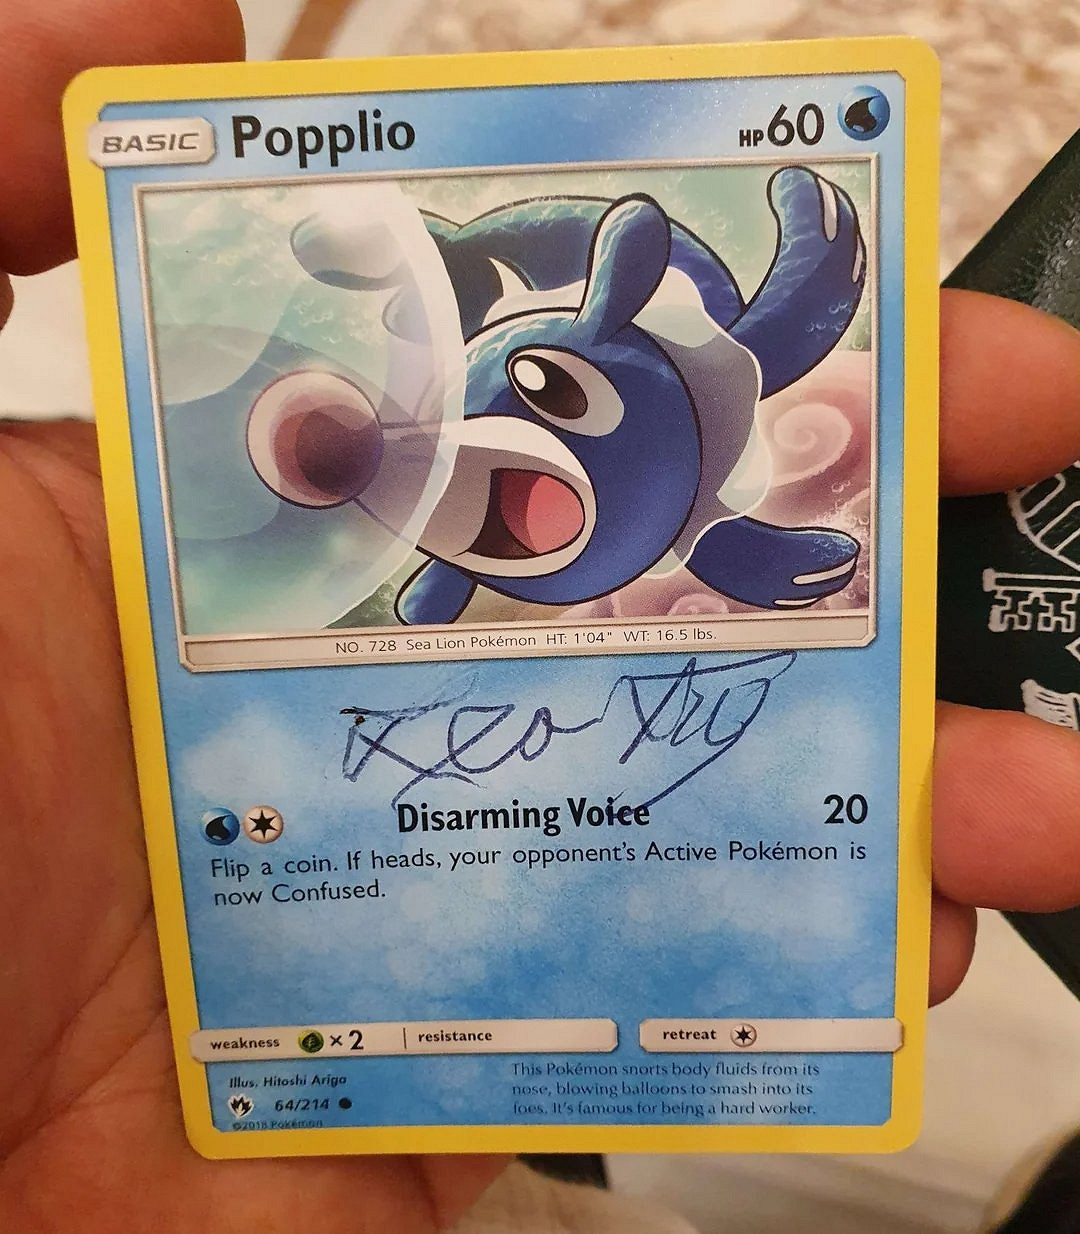 BASIC Popplio HP60
NO. 728 Sea Lion Pokémon HT: 1'04" WT: 16.5 lbs.
Disarming Voice 20
Flip a coin. If heads, your opponent's Active Pokémon is
now Confused.
weakness ×2 resistance retreat
Illus. Hitoshi Ariga
64/214
©2018 Pokémon
This Pokémon snorts body fluids from its
nose, blowing balloons to smash into its
foes. It's famous for being a hard worker.